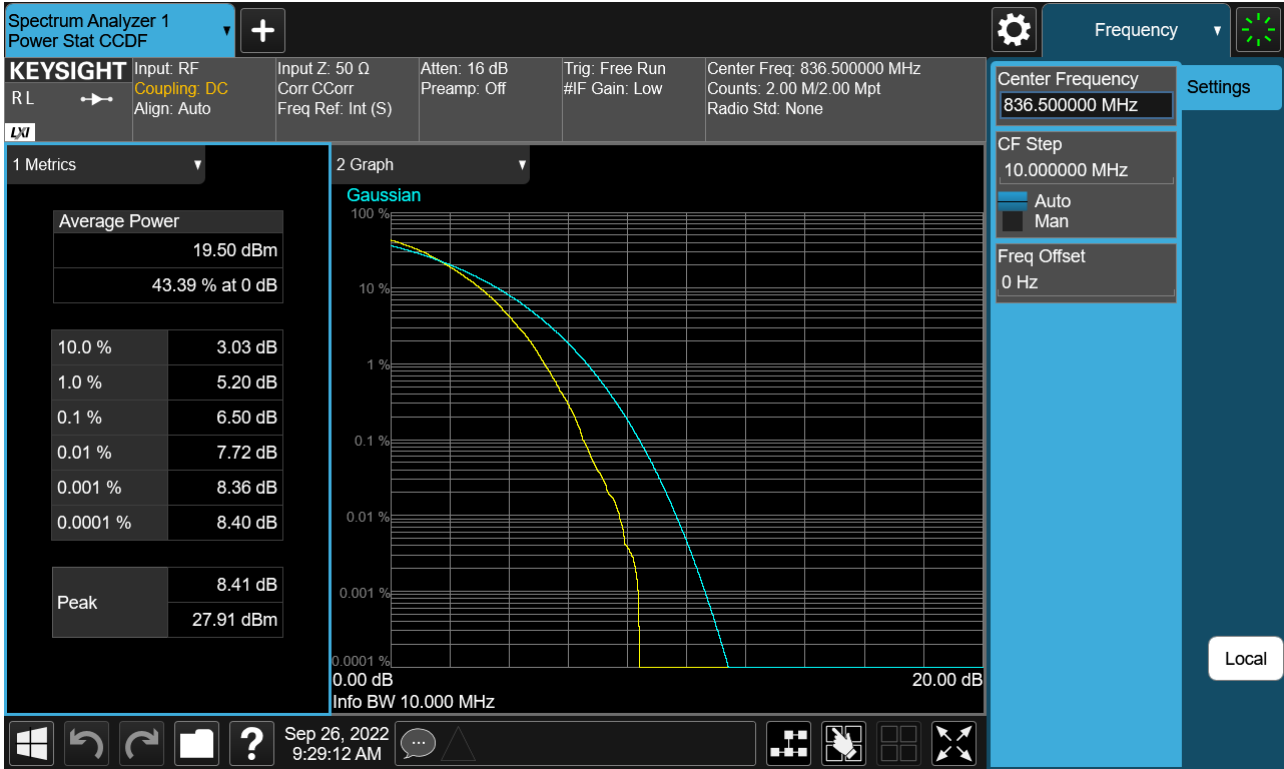 Spectrum Analyzer 1
Power Stat CCDF
Frequency
KEYSIGHT
R L
LXI
Input: RF
Coupling: DC
Align: Auto
Input Z: 50 Ω
Corr CCorr
Freq Ref: Int (S)
Atten: 16 dB
Preamp: Off
Trig: Free Run
#IF Gain: Low
Center Freq: 836.500000 MHz
Counts: 2.00 M/2.00 Mpt
Radio Std: None
Center Frequency
836.500000 MHz
Settings
CF Step
10.000000 MHz
Auto
Man
Freq Offset
0 Hz
1 Metrics
Average Power
19.50 dBm
43.39 % at 0 dB
10.0 % 3.03 dB
1.0 % 5.20 dB
0.1 % 6.50 dB
0.01 % 7.72 dB
0.001 % 8.36 dB
0.0001 % 8.40 dB
Peak
8.41 dB
27.91 dBm
2 Graph
Gaussian
100 %
10 %
1 %
0.1 %
0.01 %
0.001 %
0.0001 %
0.00 dB 20.00 dB
Info BW 10.000 MHz
Local
?
Sep 26, 2022
9:29:12 AM